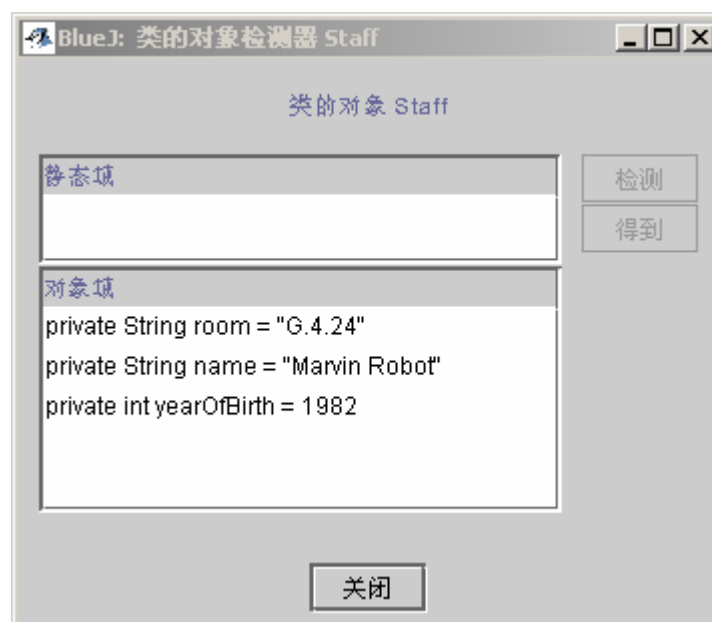 BlueJ: 类的对象检测器 Staff
类的对象 Staff
静态域
检测
得到
对象域
private String room = "G.4.24"
private String name = "Marvin Robot"
private int yearOfBirth = 1982
关闭